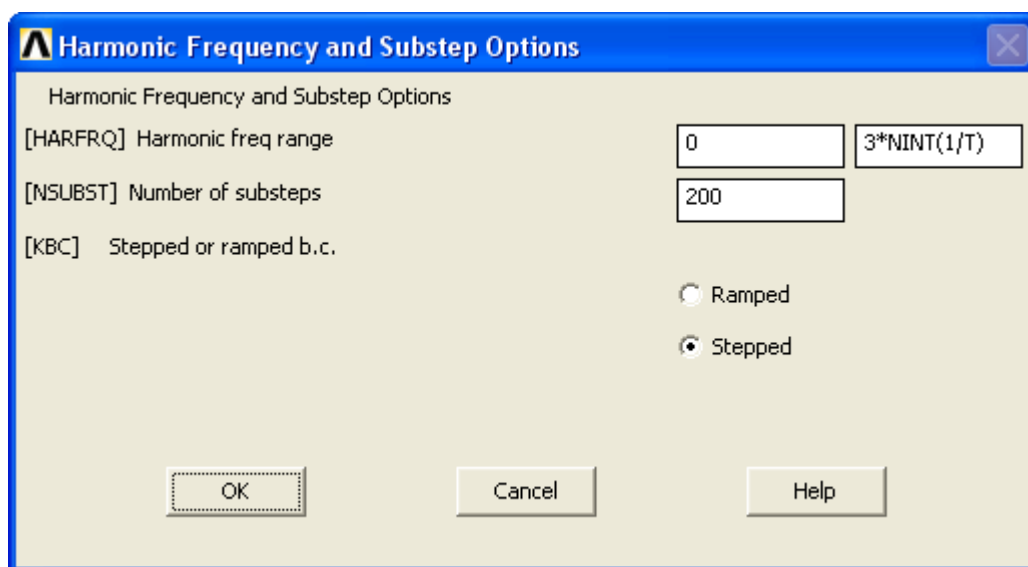 Harmonic Frequency and Substep Options
Harmonic Frequency and Substep Options
[HARFRQ] Harmonic freq range 0 3*NINT(1/T)
[NSUBST] Number of substeps 200
[KBC] Stepped or ramped b.c.
Ramped
Stepped
OK Cancel Help